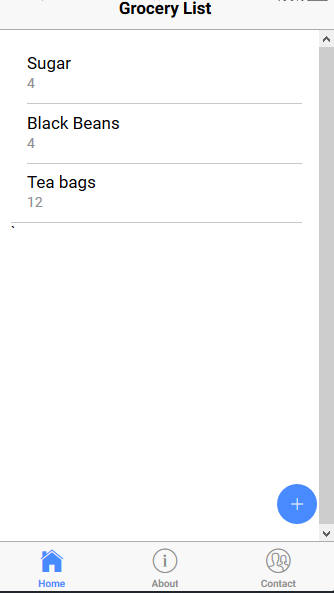 Grocery List
Sugar
4
Black Beans
4
Tea bags
12
`
+
Home
About
Contact